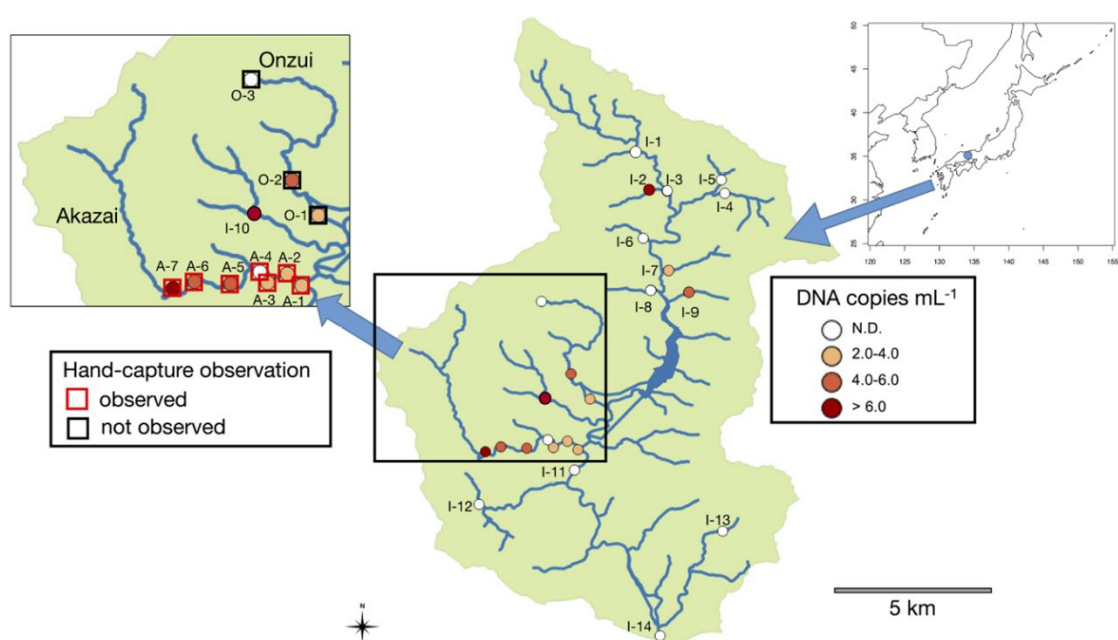 Onzui
O-3
O-2
O-1
Akazai
I-10
A-7
A-6
A-5
A-4
A-2
A-3
A-1
Hand-capture observation
observed
not observed
I-1
I-2
I-3
I-5
I-4
I-6
I-7
I-8
I-9
I-11
I-12
I-13
I-14
50
45
40
35
30
25
120
125
130
135
140
145
150
155
DNA copies mL⁻¹
N.D.
2.0-4.0
4.0-6.0
> 6.0
N
5 km